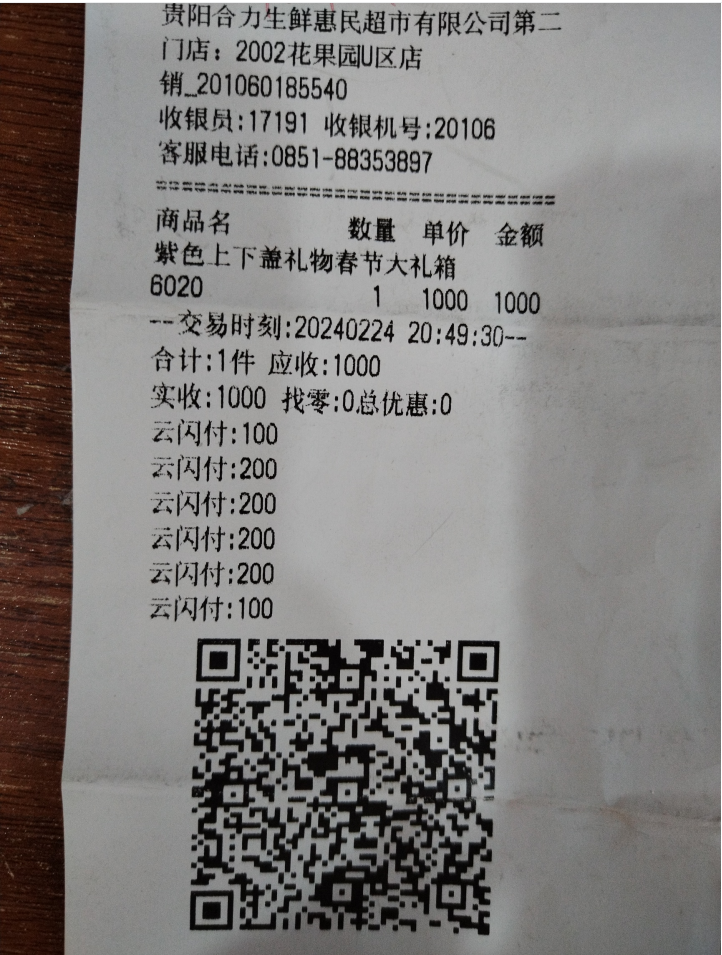 贵阳合力生鲜惠民超市有限公司第二
门店：2002花果园U区店
销_201060185540
收银员:17191 收银机号:20106
客服电话:0851-88353897
========================================
商品名 数量 单价 金额
紫色上下盖礼物春节大礼箱
6020 1 1000 1000
--交易时刻:20240224 20:49:30--
合计:1件 应收:1000
实收:1000 找零:0总优惠:0
云闪付:100
云闪付:200
云闪付:200
云闪付:200
云闪付:200
云闪付:100